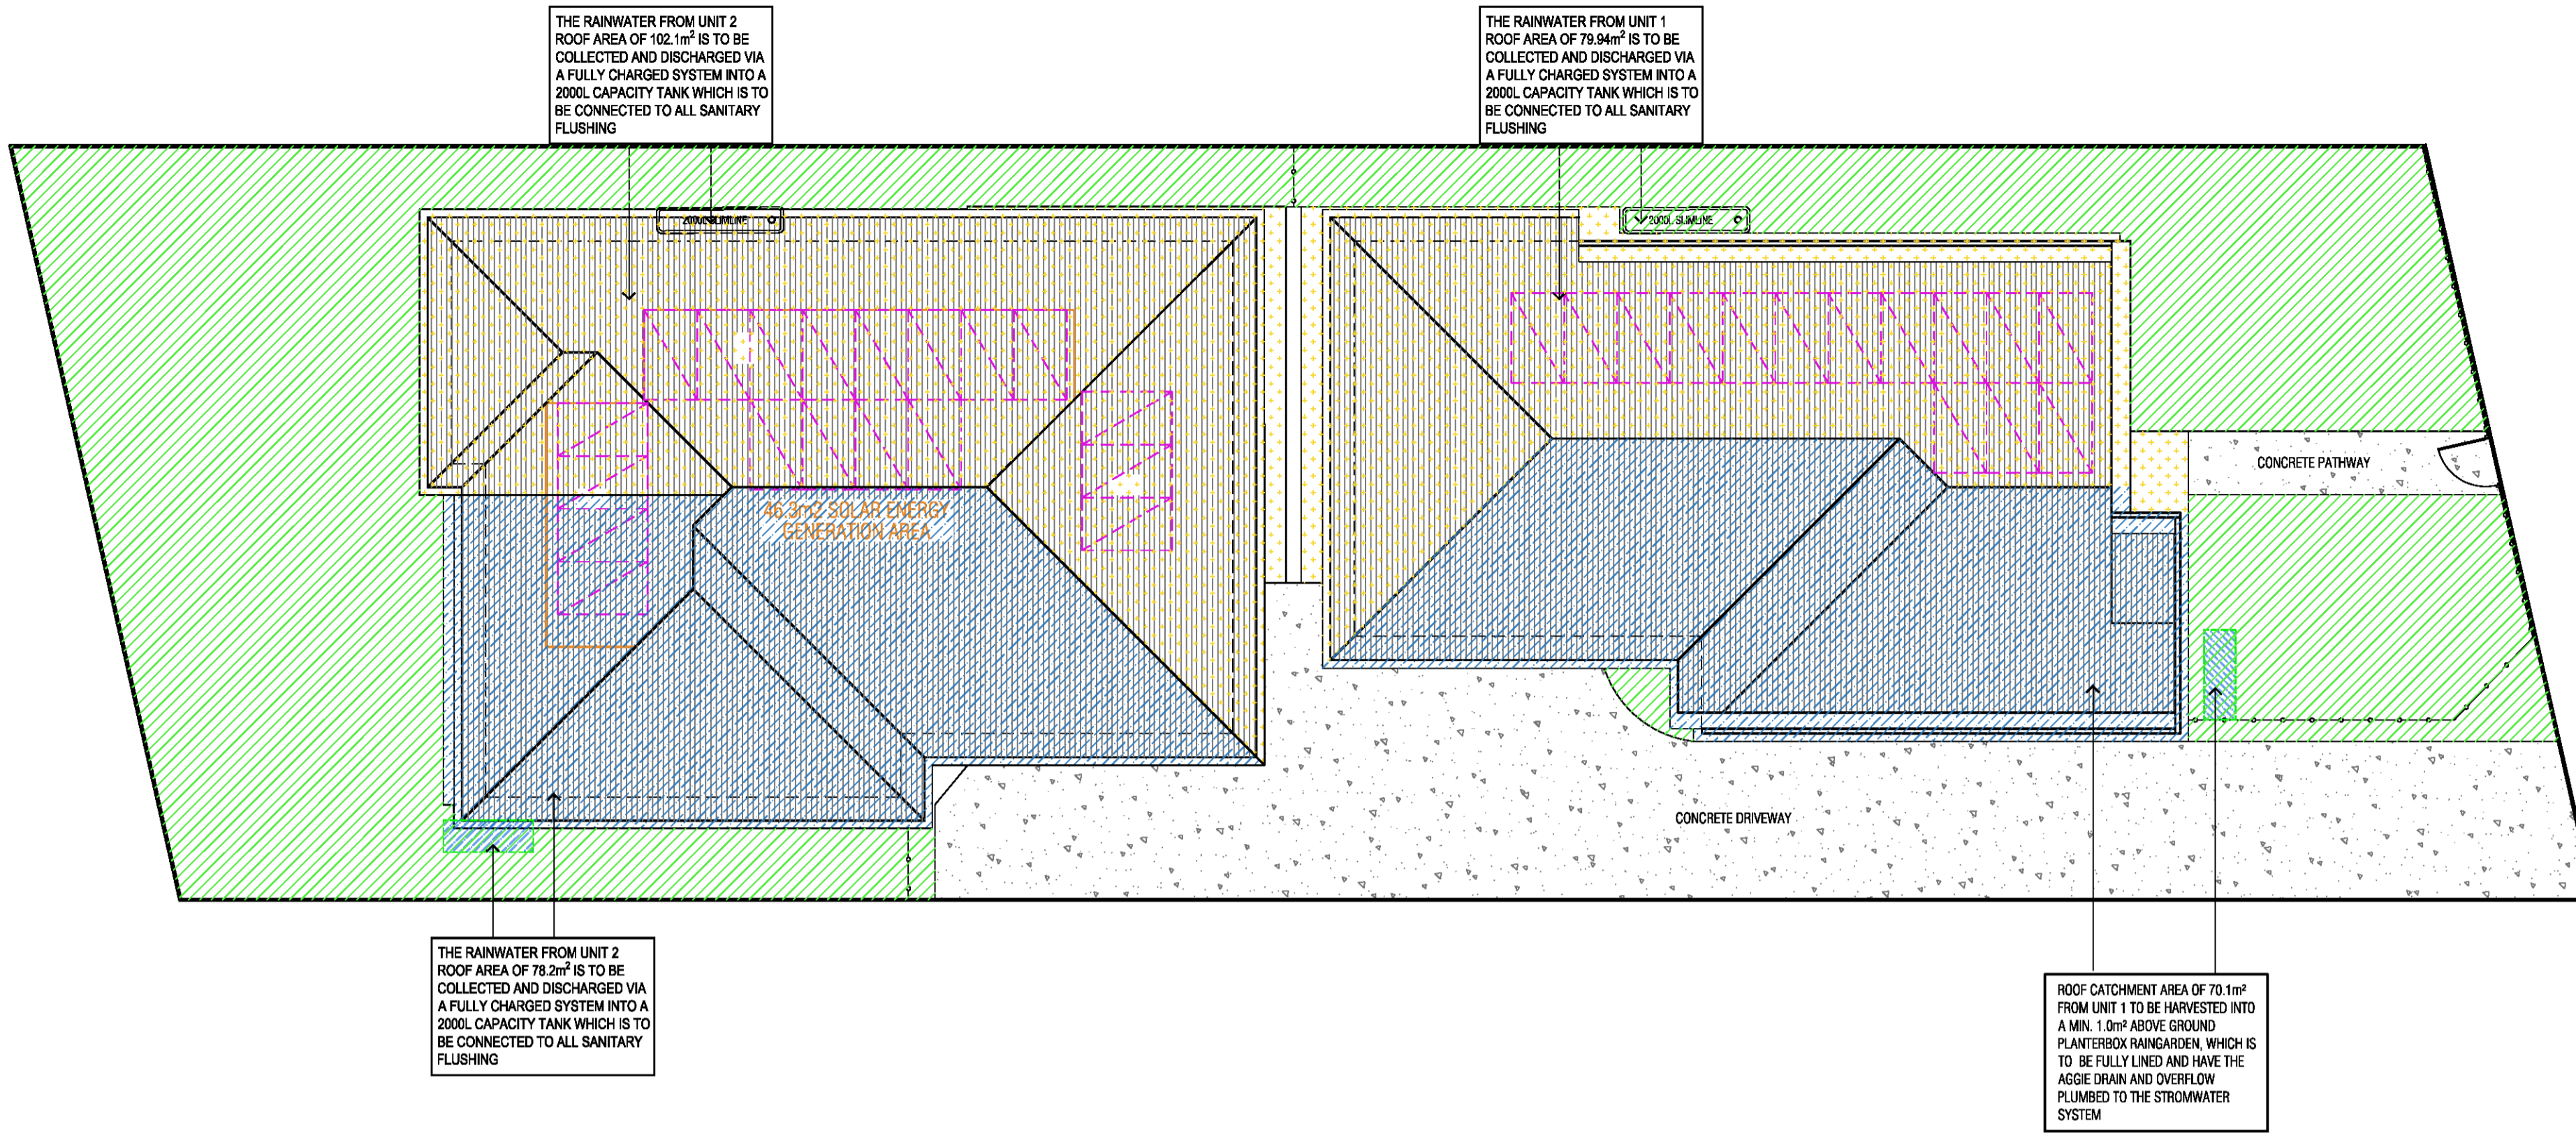 THE RAINWATER FROM UNIT 2
ROOF AREA OF 102.1m² IS TO BE
COLLECTED AND DISCHARGED VIA
A FULLY CHARGED SYSTEM INTO A
2000L CAPACITY TANK WHICH IS TO
BE CONNECTED TO ALL SANITARY
FLUSHING
THE RAINWATER FROM UNIT 1
ROOF AREA OF 79.94m² IS TO BE
COLLECTED AND DISCHARGED VIA
A FULLY CHARGED SYSTEM INTO A
2000L CAPACITY TANK WHICH IS TO
BE CONNECTED TO ALL SANITARY
FLUSHING
2000L SLIMLINE
2000L SLIMLINE
CONCRETE PATHWAY
46.3m2 SOLAR ENERGY
GENERATION AREA
CONCRETE DRIVEWAY
THE RAINWATER FROM UNIT 2
ROOF AREA OF 78.2m² IS TO BE
COLLECTED AND DISCHARGED VIA
A FULLY CHARGED SYSTEM INTO A
2000L CAPACITY TANK WHICH IS TO
BE CONNECTED TO ALL SANITARY
FLUSHING
ROOF CATCHMENT AREA OF 70.1m²
FROM UNIT 1 TO BE HARVESTED INTO
A MIN. 1.0m² ABOVE GROUND
PLANTERBOX RAINGARDEN, WHICH IS
TO BE FULLY LINED AND HAVE THE
AGGIE DRAIN AND OVERFLOW
PLUMBED TO THE STROMWATER
SYSTEM